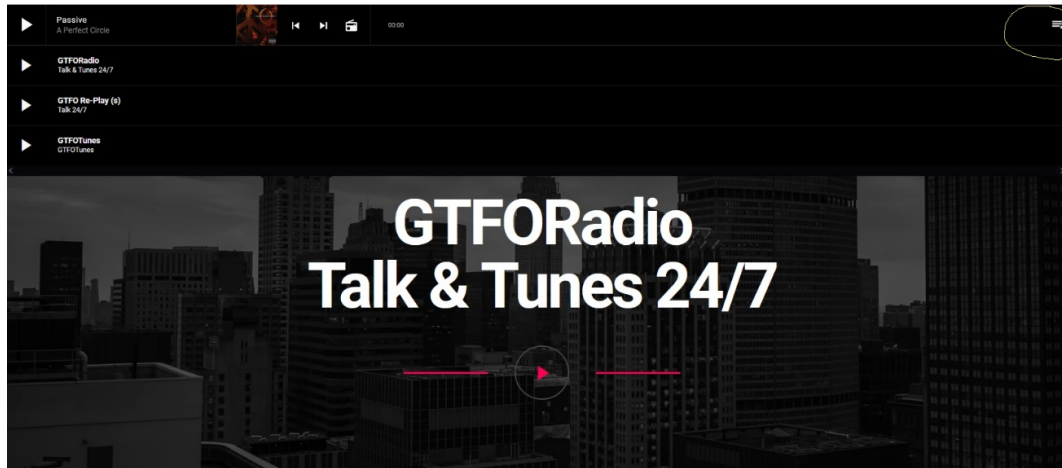 Passive
A Perfect Circle
00:00
GTFORadio
Talk & Tunes 24/7
GTFO Re-Play (s)
Talk 24/7
GTFOTunes
GTFOTunes
GTFORadio
Talk & Tunes 24/7